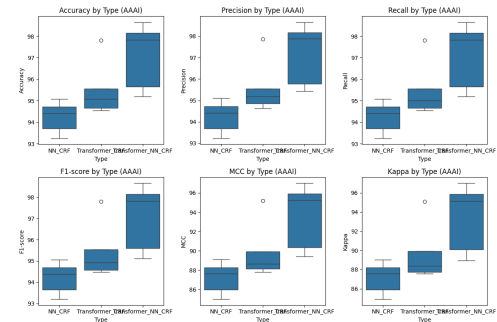 Accuracy by Type (AAAI)
Accuracy
98
97
96
95
94
93
NN_CRF
Transformer_CRF
Transformer_NN_CRF
Type
Precision by Type (AAAI)
Precision
98
97
96
95
94
93
NN_CRF
Transformer_CRF
Transformer_NN_CRF
Type
Recall by Type (AAAI)
Recall
98
97
96
95
94
93
NN_CRF
Transformer_CRF
Transformer_NN_CRF
Type
F1-score by Type (AAAI)
F1-score
98
97
96
95
94
93
NN_CRF
Transformer_CRF
Transformer_NN_CRF
Type
MCC by Type (AAAI)
MCC
96
94
92
90
88
86
NN_CRF
Transformer_CRF
Transformer_NN_CRF
Type
Kappa by Type (AAAI)
Kappa
96
94
92
90
88
86
NN_CRF
Transformer_CRF
Transformer_NN_CRF
Type